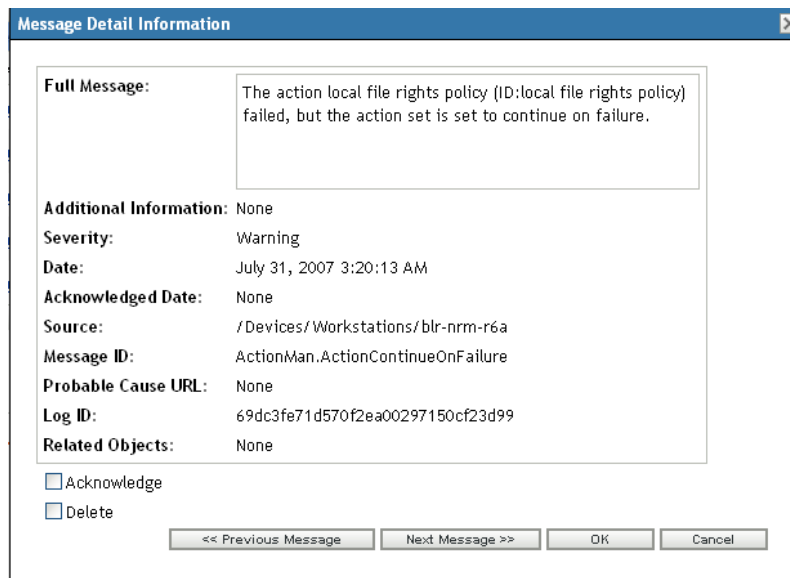 Message Detail Information
Full Message:
The action local file rights policy (ID:local file rights policy)
failed, but the action set is set to continue on failure.
Additional Information: None
Severity: Warning
Date: July 31, 2007 3:20:13 AM
Acknowledged Date: None
Source: /Devices/Workstations/blr-nrm-r6a
Message ID: ActionMan.ActionContinueOnFailure
Probable Cause URL: None
Log ID: 69dc3fe71d570f2ea00297150cf23d99
Related Objects: None
Acknowledge
Delete
<< Previous Message Next Message >> OK Cancel